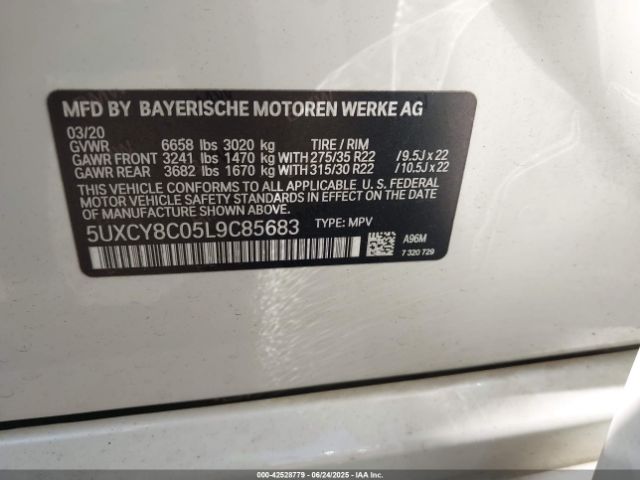 MFD BY BAYERISCHE MOTOREN WERKE AG
03/20
GVWR 6658 lbs 3020 kg TIRE / RIM
GAWR FRONT 3241 lbs 1470 kg WITH 275/35 R22 /9.5J x 22
GAWR REAR 3682 lbs 1670 kg WITH 315/30 R22 /10.5J x 22
THIS VEHICLE CONFORMS TO ALL APPLICABLE U.S. FEDERAL
MOTOR VEHICLE SAFETY STANDARDS IN EFFECT ON THE
DATE OF MANUFACTURE SHOWN ABOVE.
5UXCY8C05L9C85683 TYPE: MPV
A96M
7 320 729
000-42528779 | 06/24/2025 - IAAI.COM